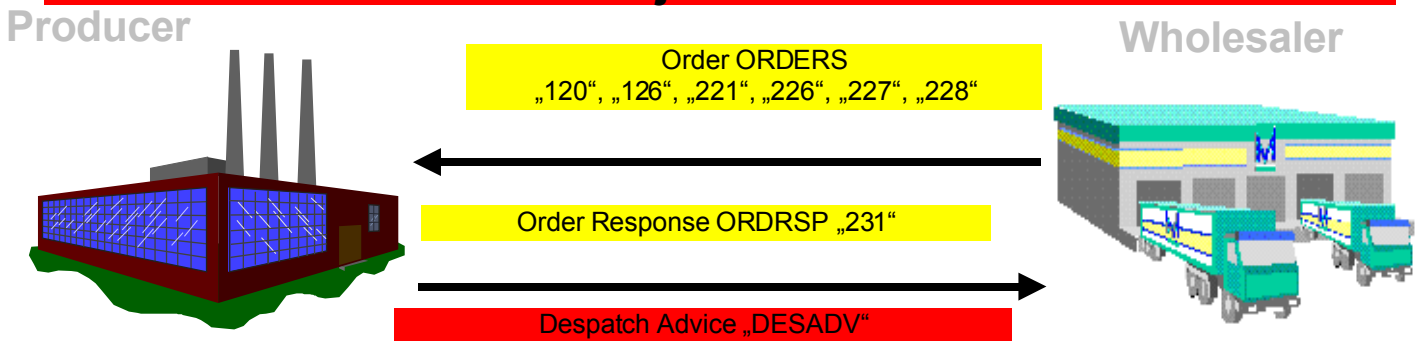 Producer
Wholesaler
Order ORDERS
„120“, „126“, „221“, „226“, „227“, „228“
Order Response ORDRSP „231“
Despatch Advice „DESADV“